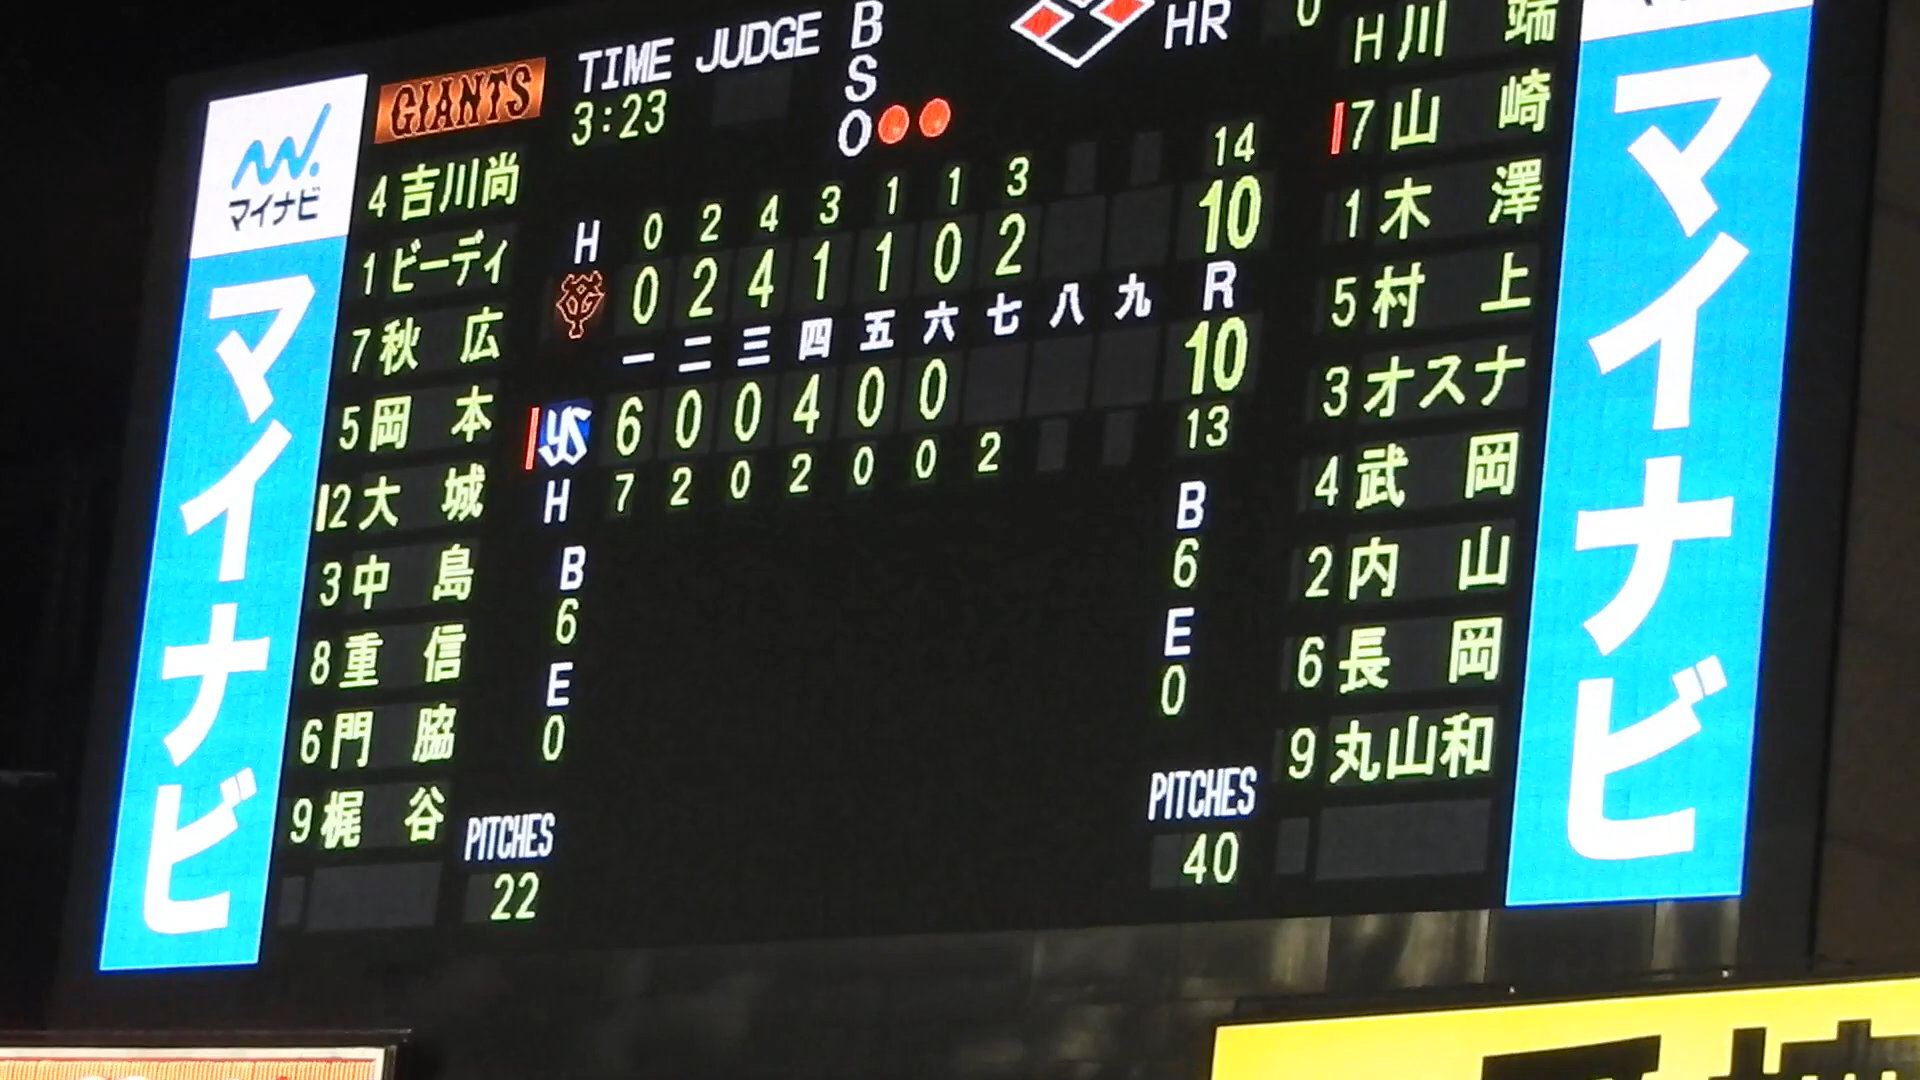 マイナビ
マイナビ
GIANTS
4 吉川尚
1 ビーディ
7 秋広
5 岡本
12 大城
3 中島
8 重信
6 門脇
9 梶谷
TIME JUDGE
3:23
B
S
O
HR
0
H 0 2 4 3 1 1 3 14
0 2 4 1 1 0 2 10
一 二 三 四 五 六 七 八 九 R
YS 6 0 0 4 0 0 10
H 7 2 0 2 0 0 2 13
B
6
E
0
PITCHES
22
B
6
E
0
PITCHES
40
H 川端
7 山崎
1 木澤
5 村上
3 オスナ
4 武岡
2 内山
6 長岡
9 丸山和
マイナビ